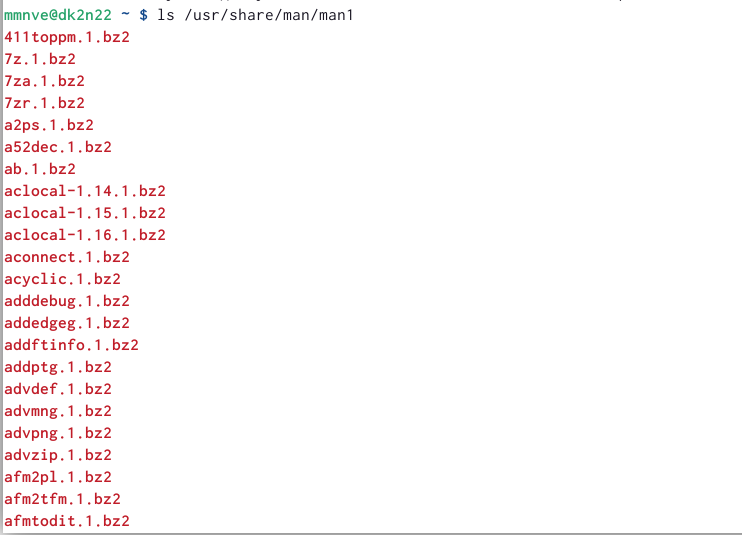 mmnve@dk2n22 ~ $ ls /usr/share/man/man1
411toppm.1.bz2
7z.1.bz2
7za.1.bz2
7zr.1.bz2
a2ps.1.bz2
a52dec.1.bz2
ab.1.bz2
aclocal-1.14.1.bz2
aclocal-1.15.1.bz2
aclocal-1.16.1.bz2
aconnect.1.bz2
acyclic.1.bz2
adddebug.1.bz2
addedgeg.1.bz2
addftinfo.1.bz2
addptg.1.bz2
advdef.1.bz2
advmng.1.bz2
advpng.1.bz2
advzip.1.bz2
afm2pl.1.bz2
afm2tfm.1.bz2
afmtodit.1.bz2